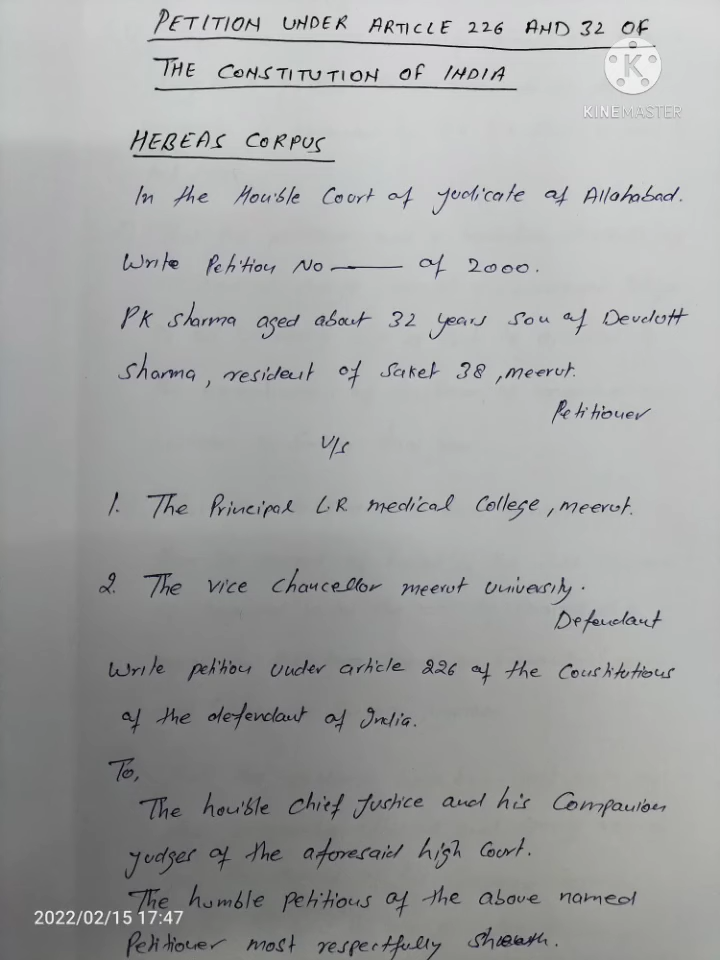 PETITION UNDER ARTICLE 226 AND 32 OF
THE CONSTITUTION OF INDIA
K
KINEMASTER
HEBEAS CORPUS
In the Hon'ble Court of judicate of Allahabad.
Write Petition No —— of 2000.
PK Sharma aged about 32 years son of Devdutt
Sharma, resident of Saket 38, meerut.
Petitioner
V/s
1. The Principal L.R medical College, meerut.
2. The vice chancellor meerut university.
Defendant
Write petition under article 226 of the Constitutions
of the defendant of India.
To,
The hon'ble Chief Justice and his Companion
judges of the aforesaid high Court.
The humble petitions of the above named
Petitioner most respectfully sheweth.
2022/02/15 17:47